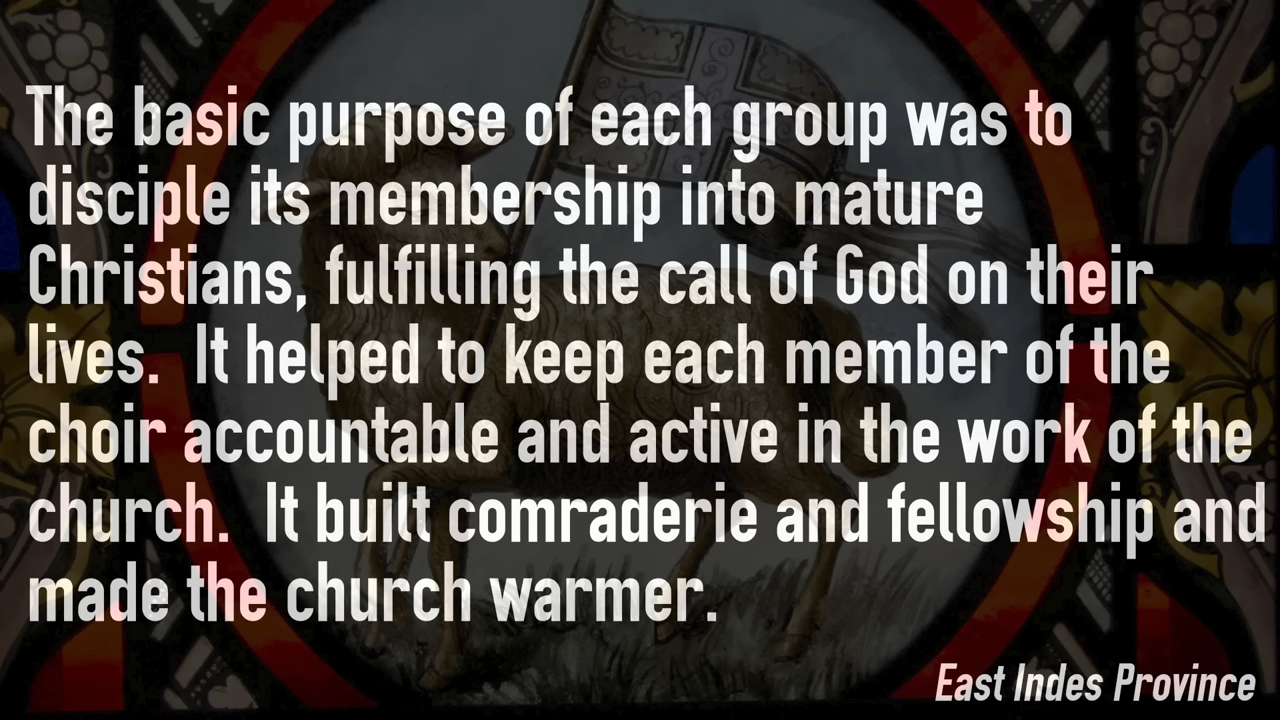 The basic purpose of each group was to
disciple its membership into mature
Christians, fulfilling the call of God on their
lives.  It helped to keep each member of the
choir accountable and active in the work of the
church.  It built comraderie and fellowship and
made the church warmer.
East Indes Province